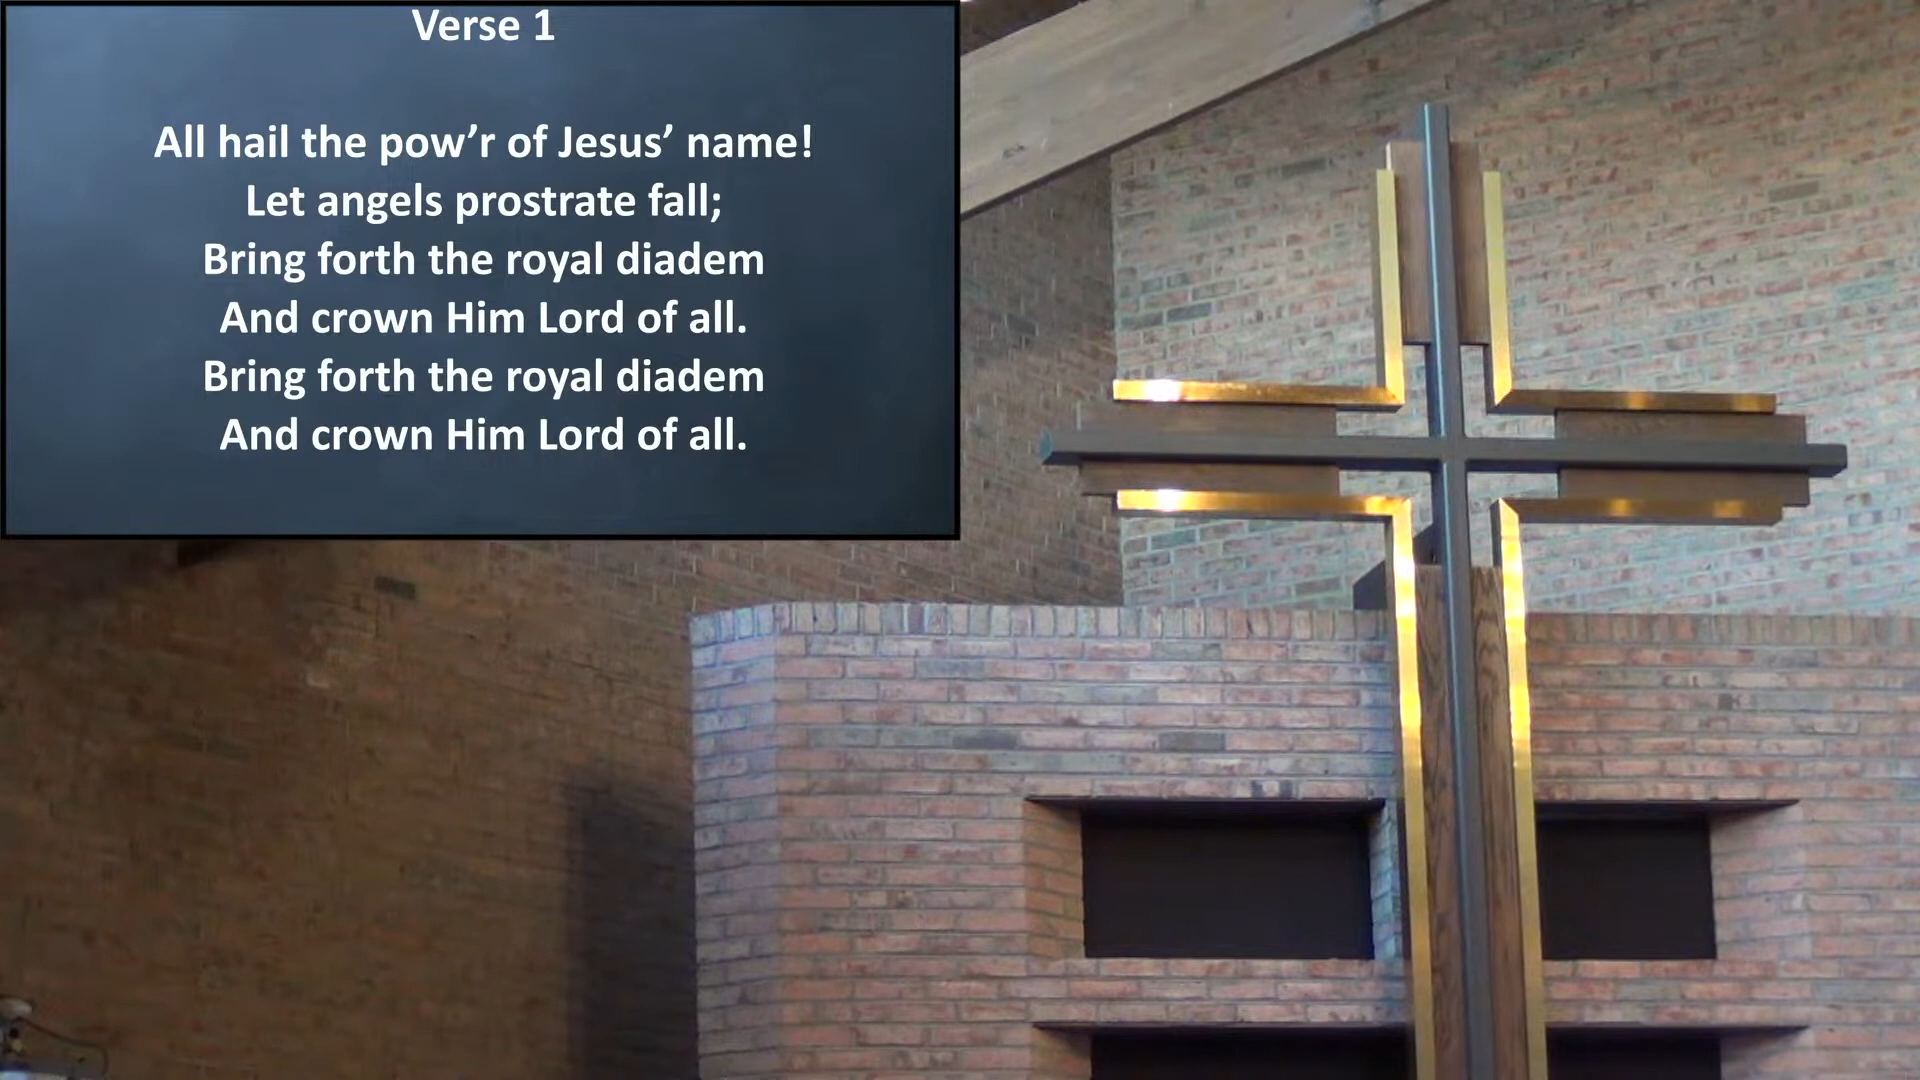 Verse 1
All hail the pow’r of Jesus’ name!
Let angels prostrate fall;
Bring forth the royal diadem
And crown Him Lord of all.
Bring forth the royal diadem
And crown Him Lord of all.